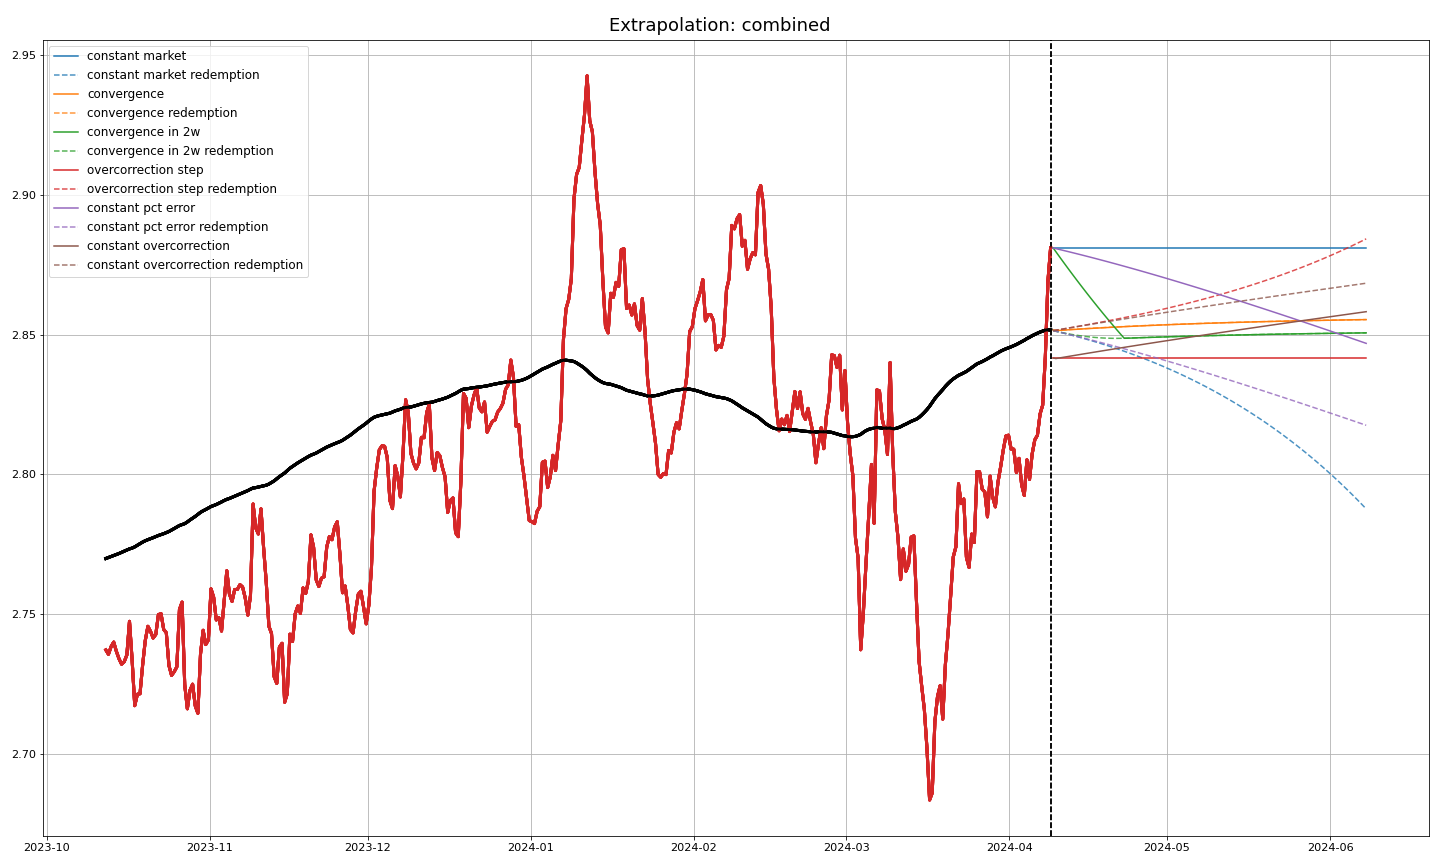 Extrapolation: combined
constant market
constant market redemption
convergence
convergence redemption
convergence in 2w
convergence in 2w redemption
overcorrection step
overcorrection step redemption
constant pct error
constant pct error redemption
constant overcorrection
constant overcorrection redemption
2.95
2.90
2.85
2.80
2.75
2.70
2023-10 2023-11 2023-12 2024-01 2024-02 2024-03 2024-04 2024-05 2024-06